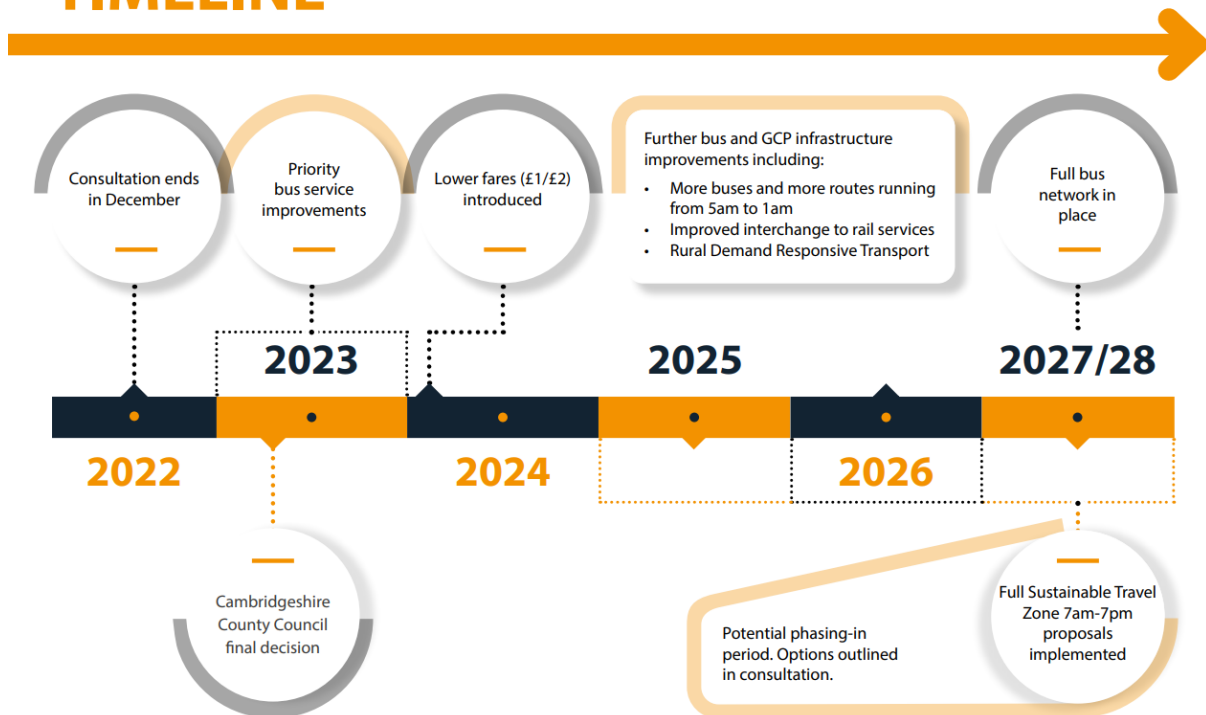 TIMELINE
Consultation ends
in December
Priority
bus service
improvements
Lower fares (£1/£2)
introduced
Further bus and GCP infrastructure
improvements including:
• More buses and more routes running
from 5am to 1am
• Improved interchange to rail services
• Rural Demand Responsive Transport
Full bus
network in
place
2023
2025
2027/28
2022
2024
2026
Cambridgeshire
County Council
final decision
Potential phasing-in
period. Options outlined
in consultation.
Full Sustainable Travel
Zone 7am-7pm
proposals
implemented